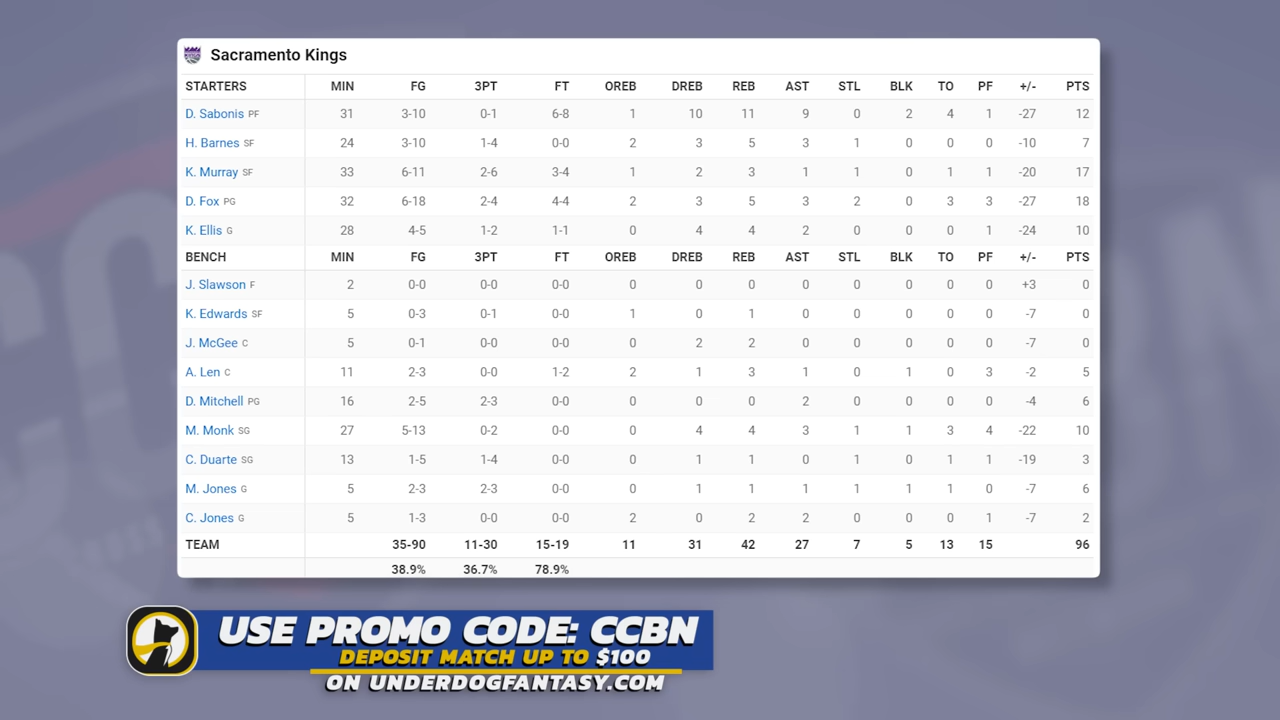 Sacramento Kings
STARTERS MIN FG 3PT FT OREB DREB REB AST STL BLK TO PF +/- PTS
D. Sabonis PF 31 3-10 0-1 6-8 1 10 11 9 0 2 4 1 -27 12
H. Barnes SF 24 3-10 1-4 0-0 2 3 5 3 1 0 0 0 -10 7
K. Murray SF 33 6-11 2-6 3-4 1 2 3 1 1 0 1 1 -20 17
D. Fox PG 32 6-18 2-4 4-4 2 3 5 3 2 0 3 3 -27 18
K. Ellis G 28 4-5 1-2 1-1 0 4 4 2 0 0 0 1 -24 10
BENCH MIN FG 3PT FT OREB DREB REB AST STL BLK TO PF +/- PTS
J. Slawson F 2 0-0 0-0 0-0 0 0 0 0 0 0 0 0 +3 0
K. Edwards SF 5 0-3 0-1 0-0 1 0 1 0 0 0 0 0 -7 0
J. McGee C 5 0-1 0-0 0-0 0 2 2 0 0 0 0 0 -7 0
A. Len C 11 2-3 0-0 1-2 2 1 3 1 0 1 0 3 -2 5
D. Mitchell PG 16 2-5 2-3 0-0 0 0 0 2 0 0 0 0 -4 6
M. Monk SG 27 5-13 0-2 0-0 0 4 4 3 1 1 3 4 -22 10
C. Duarte SG 13 1-5 1-4 0-0 0 1 1 0 1 0 1 1 -19 3
M. Jones G 5 2-3 2-3 0-0 0 1 1 1 1 1 1 0 -7 6
C. Jones G 5 1-3 0-0 0-0 2 0 2 2 0 0 0 1 -7 2
TEAM 35-90 11-30 15-19 11 31 42 27 7 5 13 15 96
38.9% 36.7% 78.9%
USE PROMO CODE: CCBN
DEPOSIT MATCH UP TO $100
ON UNDERDOGFANTASY.COM